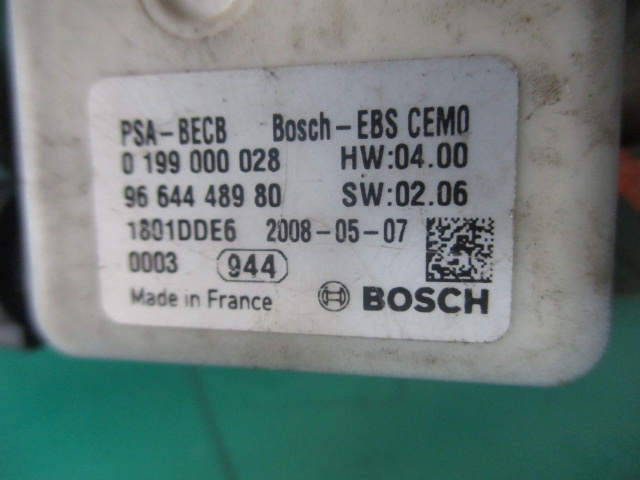 PSA-BECB Bosch-EBS CEM0
0 199 000 028 HW:04.00
96 644 489 80 SW:02.06
1801DDE6 2008-05-07
0003 944
Made in France BOSCH